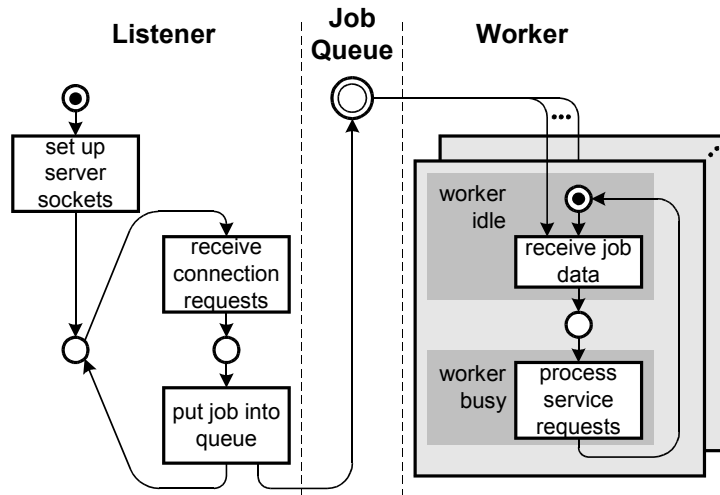 Listener
Job
Queue
Worker
set up
server
sockets
receive
connection
requests
put job into
queue
...
worker
idle
receive job
data
worker
busy
process
service
requests